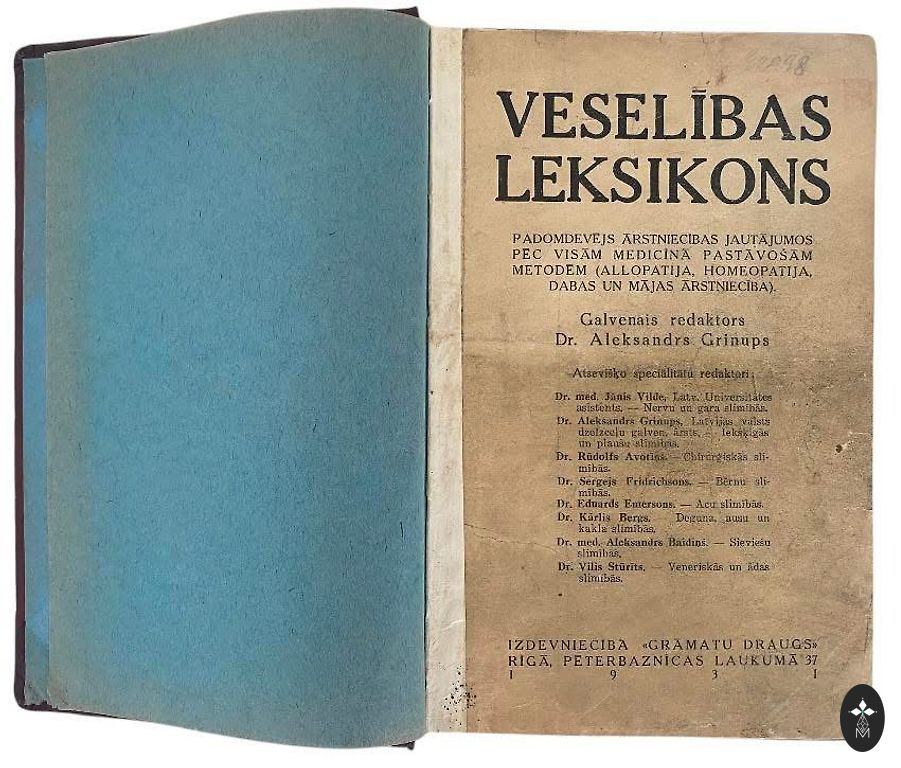 VESELĪBAS
LEKSIKONS
PADOMDEVĒJS ĀRSTNIECĪBAS JAUTĀJUMOS
PĒC VISĀM MEDICĪNĀ PASTĀVOŠĀM
METODĒM (ALLOPATIJA, HOMEOPATIJA,
DABAS UN MĀJAS ĀRSTNIECĪBA).
Galvenais redaktors
Dr. Aleksandrs Grinups
Atsevišķo speciālitātu redaktori:
Dr. med. Jānis Vilde, Latv. Universitātes
asistents. — Nervu un gara slimības.
Dr. Aleksandrs Grinups, Latvijas valsts
dzelzceļu galven. ārsts. — Iekšķīgās
un plaušu slimības.
Dr. Rūdolfs Avotiņš. — Chirurģiskās sli-
mības.
Dr. Sergejs Fridrichsons. — Bērnu sli-
mības.
Dr. Eduards Emersons. — Acu slimības.
Dr. Kārlis Bergs. — Deguna, ausu un
kakla slimības.
Dr. med. Aleksandrs Baidiņš. — Sieviešu
slimības.
Dr. Vilis Stūrīts. — Veneriskās un ādas
slimības.
IZDEVNIECĪBA «GRĀMATU DRAUGS»
RĪGĀ, PĒTERBAZNĪCAS LAUKUMĀ 37
1 9 3 1
M